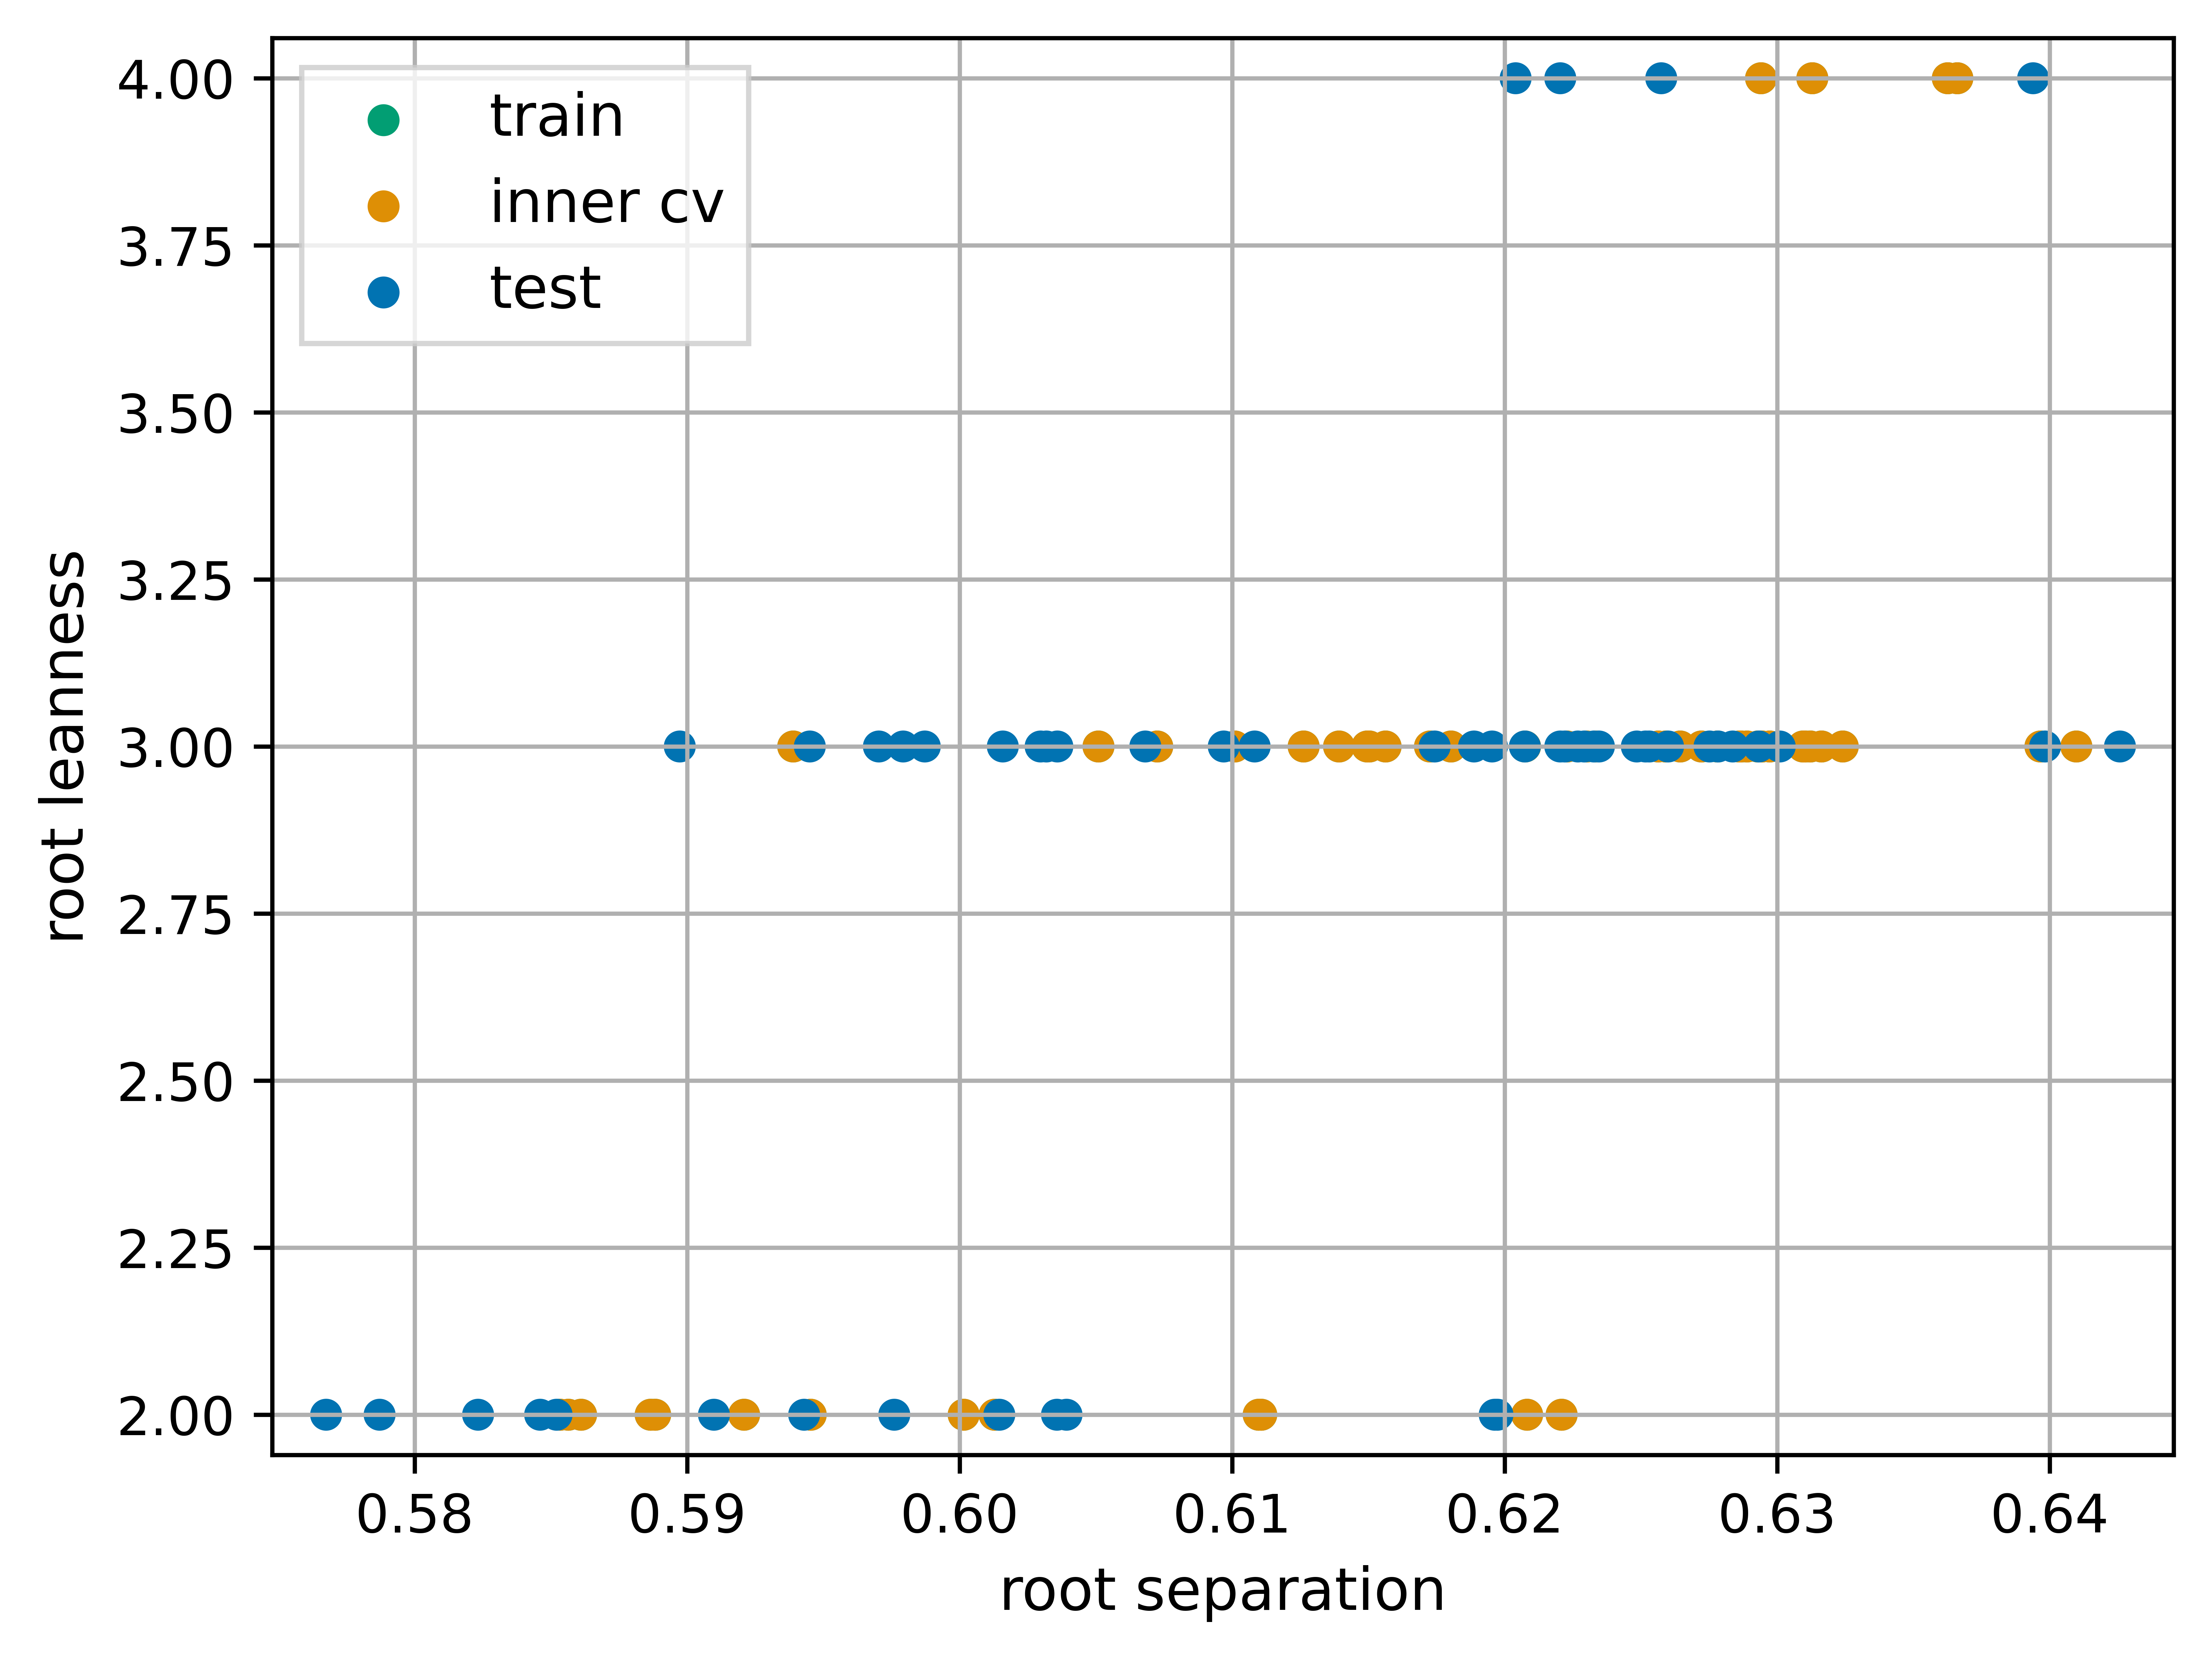 4.00
3.75
3.50
3.25
3.00
2.75
2.50
2.25
2.00
root leanness
train
inner cv
test
0.58 0.59 0.60 0.61 0.62 0.63 0.64
root separation